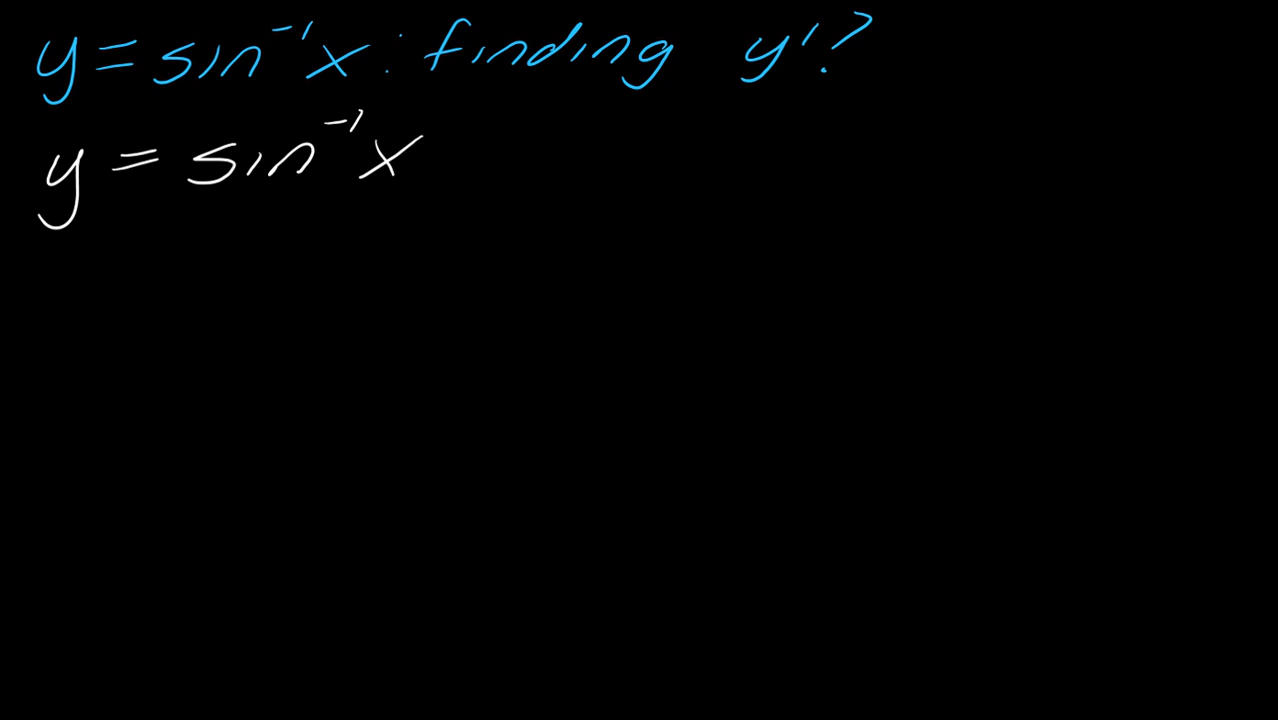 y = sin⁻¹x : finding y'?
y = sin⁻¹x